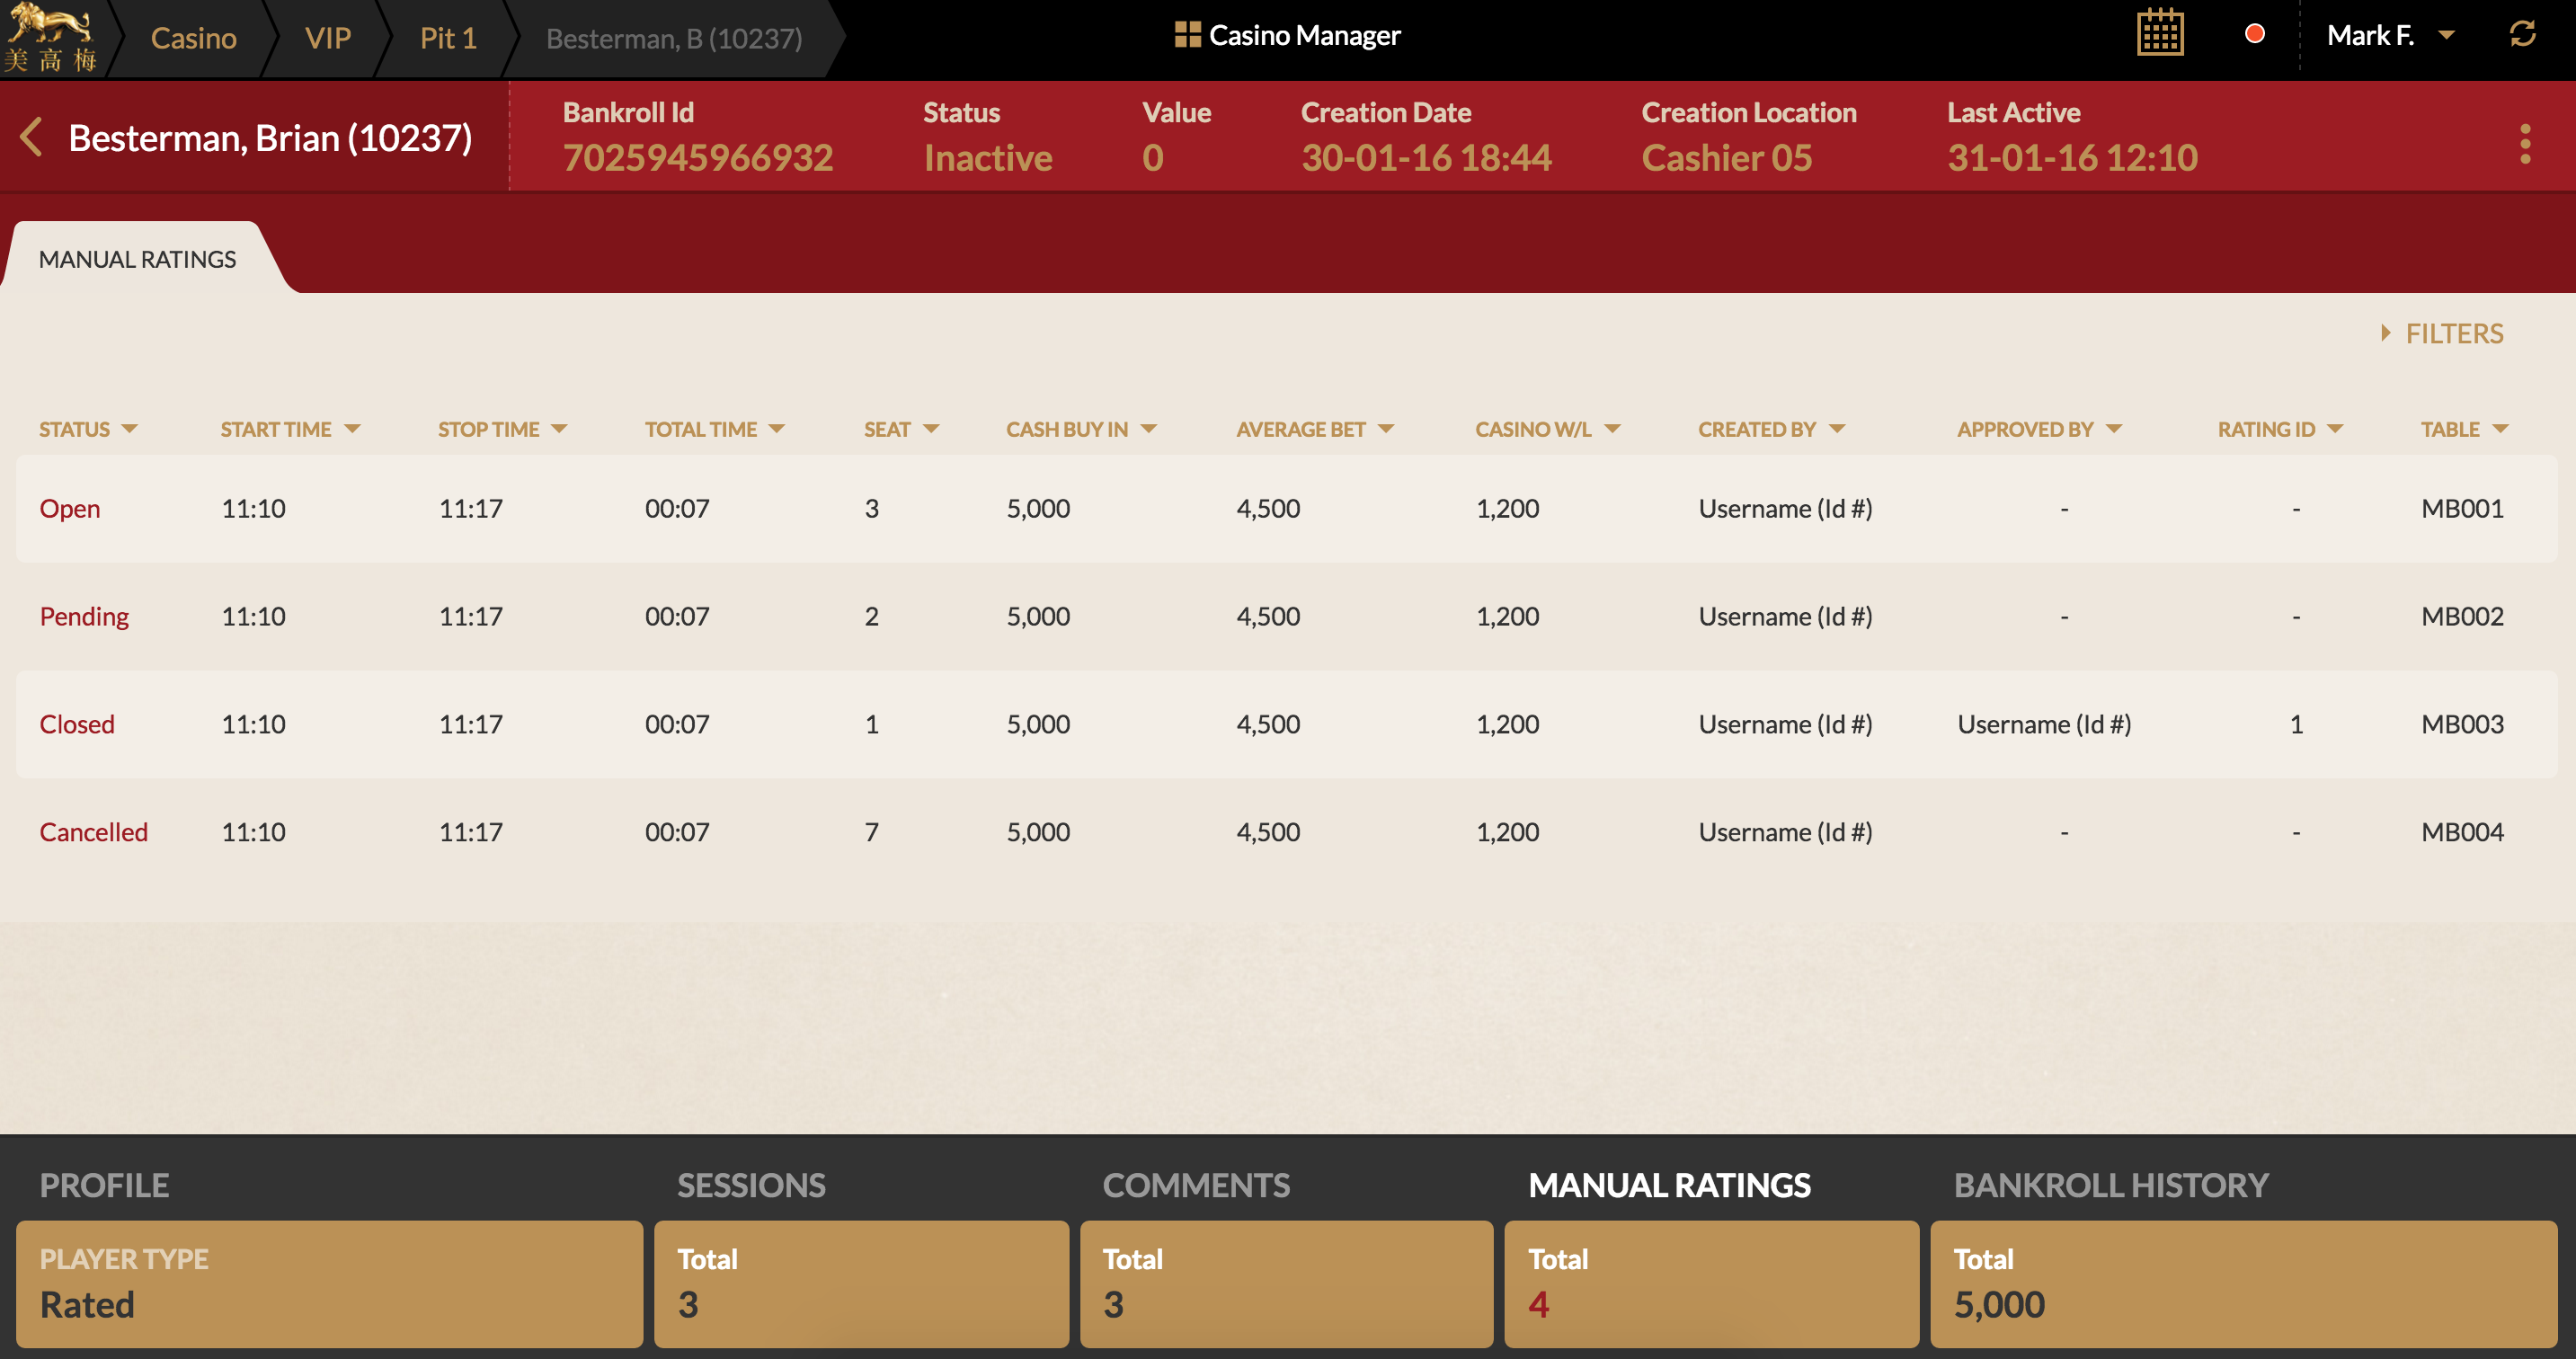 美高梅
Casino
VIP
Pit 1
Besterman, B (10237)
Casino Manager
Mark F.
Besterman, Brian (10237)
Bankroll Id Status Value Creation Date Creation Location Last Active
7025945966932 Inactive 0 30-01-16 18:44 Cashier 05 31-01-16 12:10
MANUAL RATINGS
FILTERS
STATUS START TIME STOP TIME TOTAL TIME SEAT CASH BUY IN AVERAGE BET CASINO W/L CREATED BY APPROVED BY RATING ID TABLE
Open 11:10 11:17 00:07 3 5,000 4,500 1,200 Username (Id #) - - MB001
Pending 11:10 11:17 00:07 2 5,000 4,500 1,200 Username (Id #) - - MB002
Closed 11:10 11:17 00:07 1 5,000 4,500 1,200 Username (Id #) Username (Id #) 1 MB003
Cancelled 11:10 11:17 00:07 7 5,000 4,500 1,200 Username (Id #) - - MB004
PROFILE SESSIONS COMMENTS MANUAL RATINGS BANKROLL HISTORY
PLAYER TYPE Total Total Total Total
Rated 3 3 4 5,000